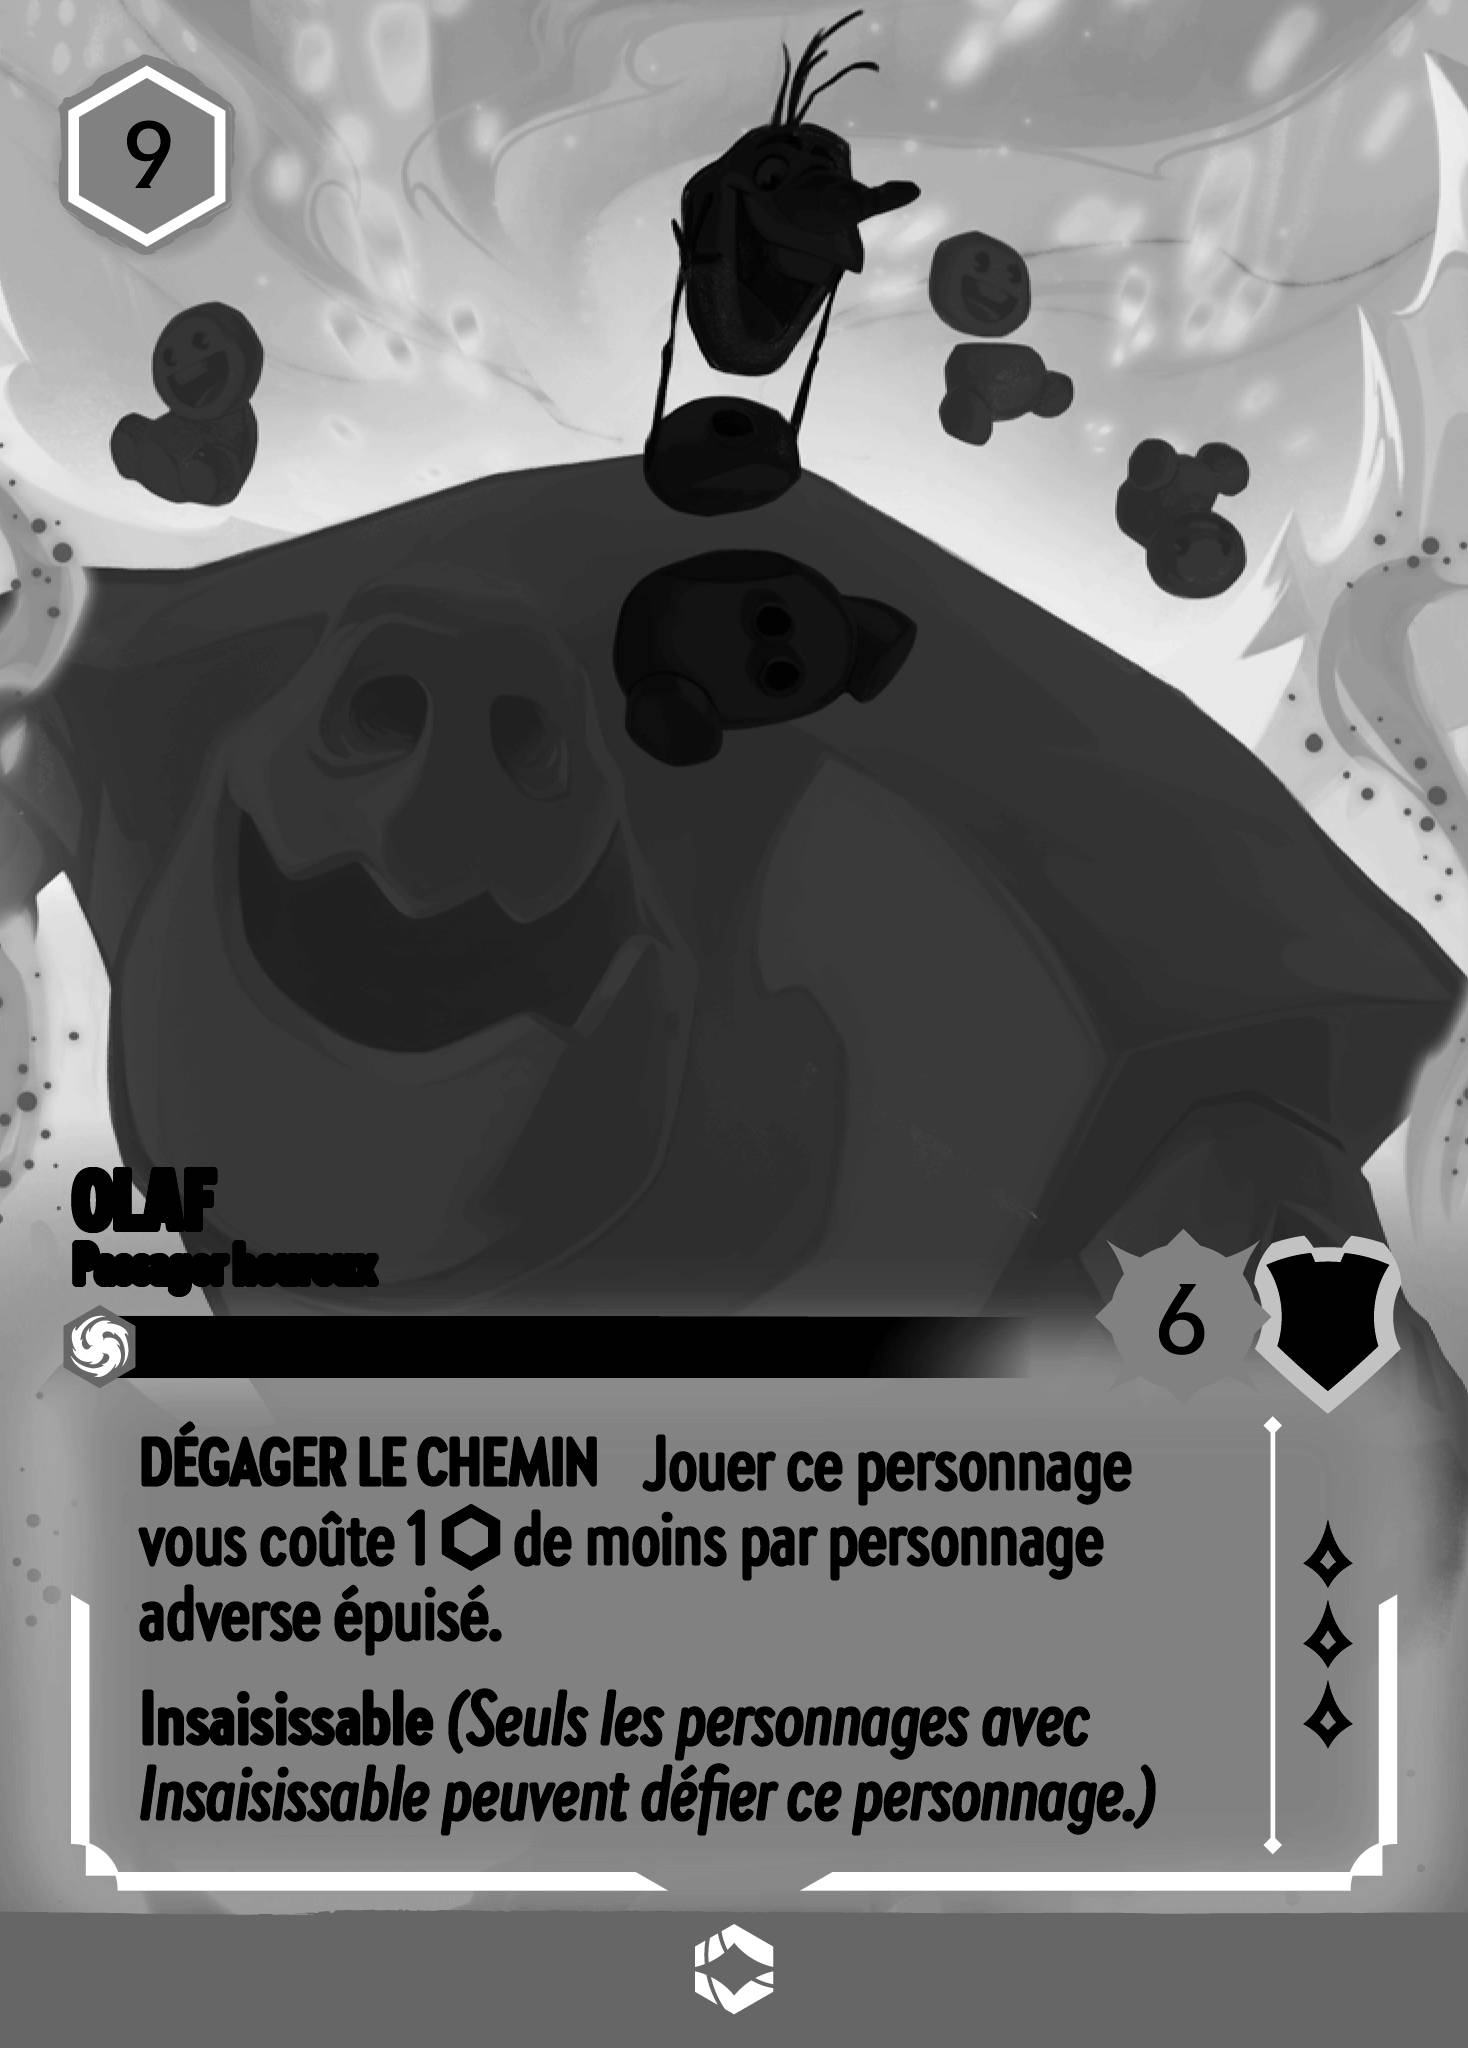 9
OLAF
Passager heureux
6
DÉGAGER LE CHEMIN Jouer ce personnage
vous coûte 1 de moins par personnage
adverse épuisé.
Insaisissable (Seuls les personnages avec
Insaisissable peuvent défier ce personnage.)